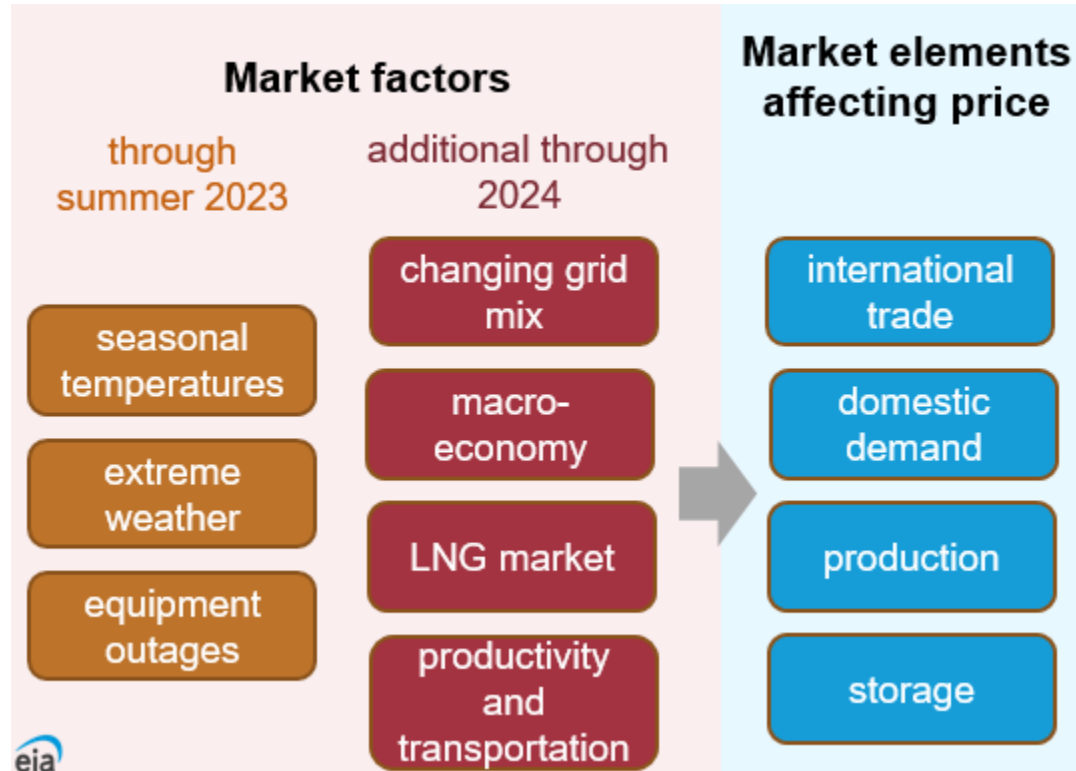 Market factors
through
summer 2023
seasonal
temperatures
extreme
weather
equipment
outages
additional through
2024
changing grid
mix
macro-
economy
LNG market
productivity
and
transportation
Market elements
affecting price
international
trade
domestic
demand
production
storage
eia